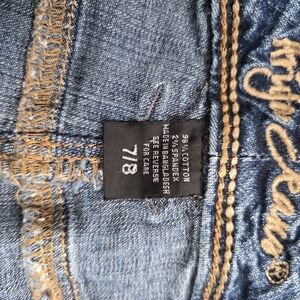 98% COTTON
2% SPANDEX
MADE IN BANGLADESH
SEE REVERSE
FOR CARE
7/8